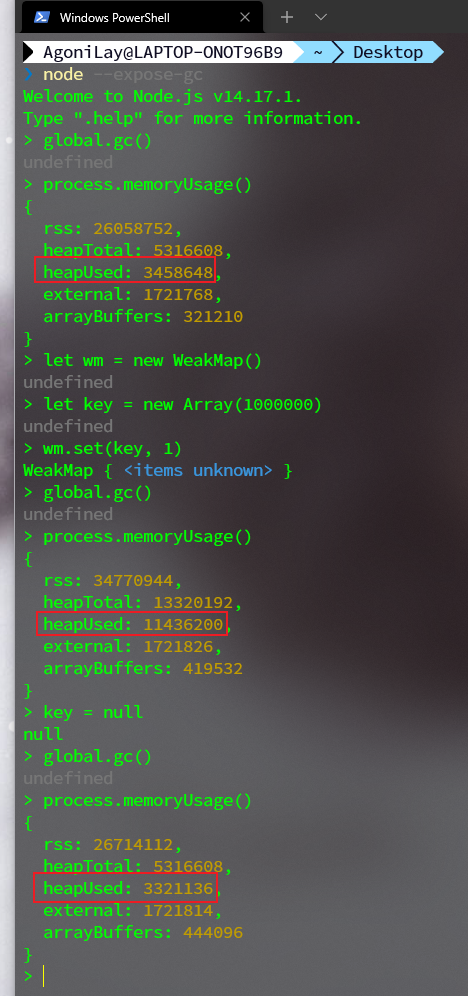 Windows PowerShell
AgoniLay@LAPTOP-ONOT96B9 ~ Desktop
node --expose-gc
Welcome to Node.js v14.17.1.
Type ".help" for more information.
> global.gc()
undefined
> process.memoryUsage()
{
rss: 26058752,
heapTotal: 5316608,
heapUsed: 3458648,
external: 1721768,
arrayBuffers: 321210
}
> let wm = new WeakMap()
undefined
> let key = new Array(1000000)
undefined
> wm.set(key, 1)
WeakMap { <items unknown> }
> global.gc()
undefined
> process.memoryUsage()
{
rss: 34770944,
heapTotal: 13320192,
heapUsed: 11436200,
external: 1721826,
arrayBuffers: 419532
}
> key = null
null
> global.gc()
undefined
> process.memoryUsage()
{
rss: 26714112,
heapTotal: 5316608,
heapUsed: 3321136,
external: 1721814,
arrayBuffers: 444096
}
>